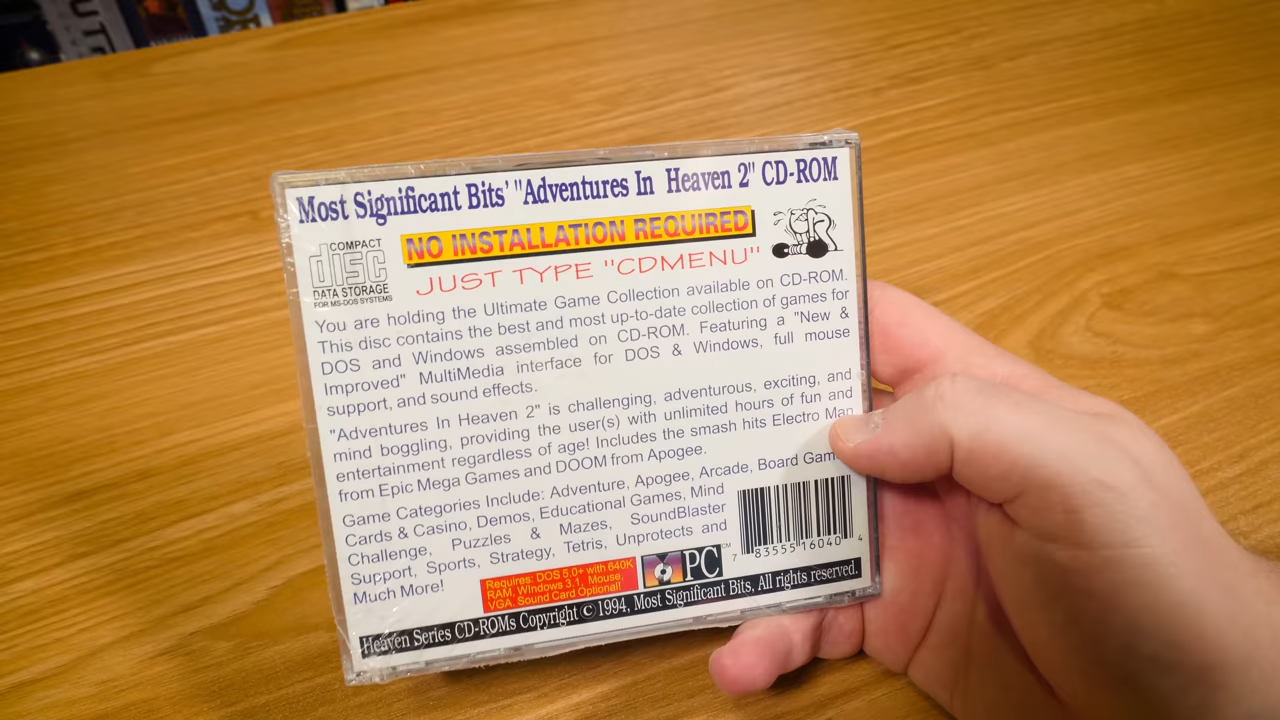 Most Significant Bits' "Adventures In Heaven 2" CD-ROM
NO INSTALLATION REQUIRED
JUST TYPE "CDMENU"
COMPACT
disc
DATA STORAGE
FOR MS-DOS SYSTEMS
You are holding the Ultimate Game Collection available on CD-ROM.
This disc contains the best and most up-to-date collection of games for
DOS and Windows assembled on CD-ROM. Featuring a "New &
Improved" MultiMedia interface for DOS & Windows, full mouse
support, and sound effects.
"Adventures In Heaven 2" is challenging, adventurous, exciting, and
mind boggling, providing the user(s) with unlimited hours of fun and
entertainment regardless of age! Includes the smash hits Electro Man
from Epic Mega Games and DOOM from Apogee.
Game Categories Include: Adventure, Apogee, Arcade, Board Gam
Cards & Casino, Demos, Educational Games, Mind
Challenge, Puzzles & Mazes, SoundBlaster
Support, Sports, Strategy, Tetris, Unprotects and
Much More!
Requires: DOS 5.0+ with 640K
RAM, Windows 3.1, Mouse,
VGA, Sound Card Optional!
MPC™
7 83555 16040 4
Heaven Series CD-ROMs Copyright © 1994, Most Significant Bits, All rights reserved.